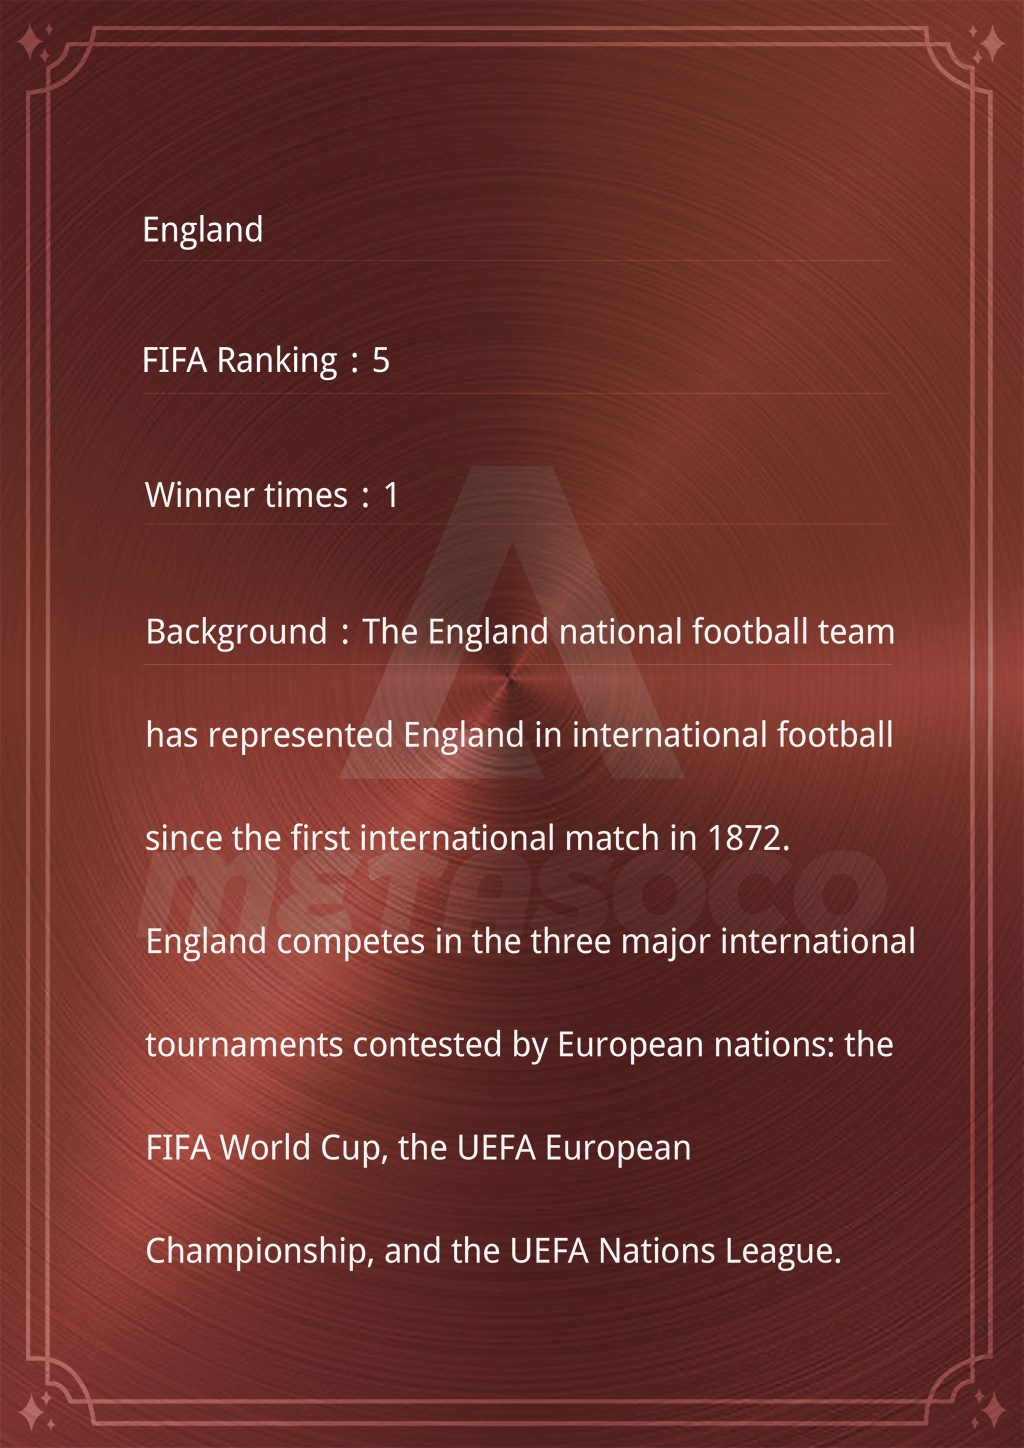 England
FIFA Ranking：5
Winner times：1
Background：The England national football team
has represented England in international football
since the first international match in 1872.
METASOCO
England competes in the three major international
tournaments contested by European nations: the
FIFA World Cup, the UEFA European
Championship, and the UEFA Nations League.